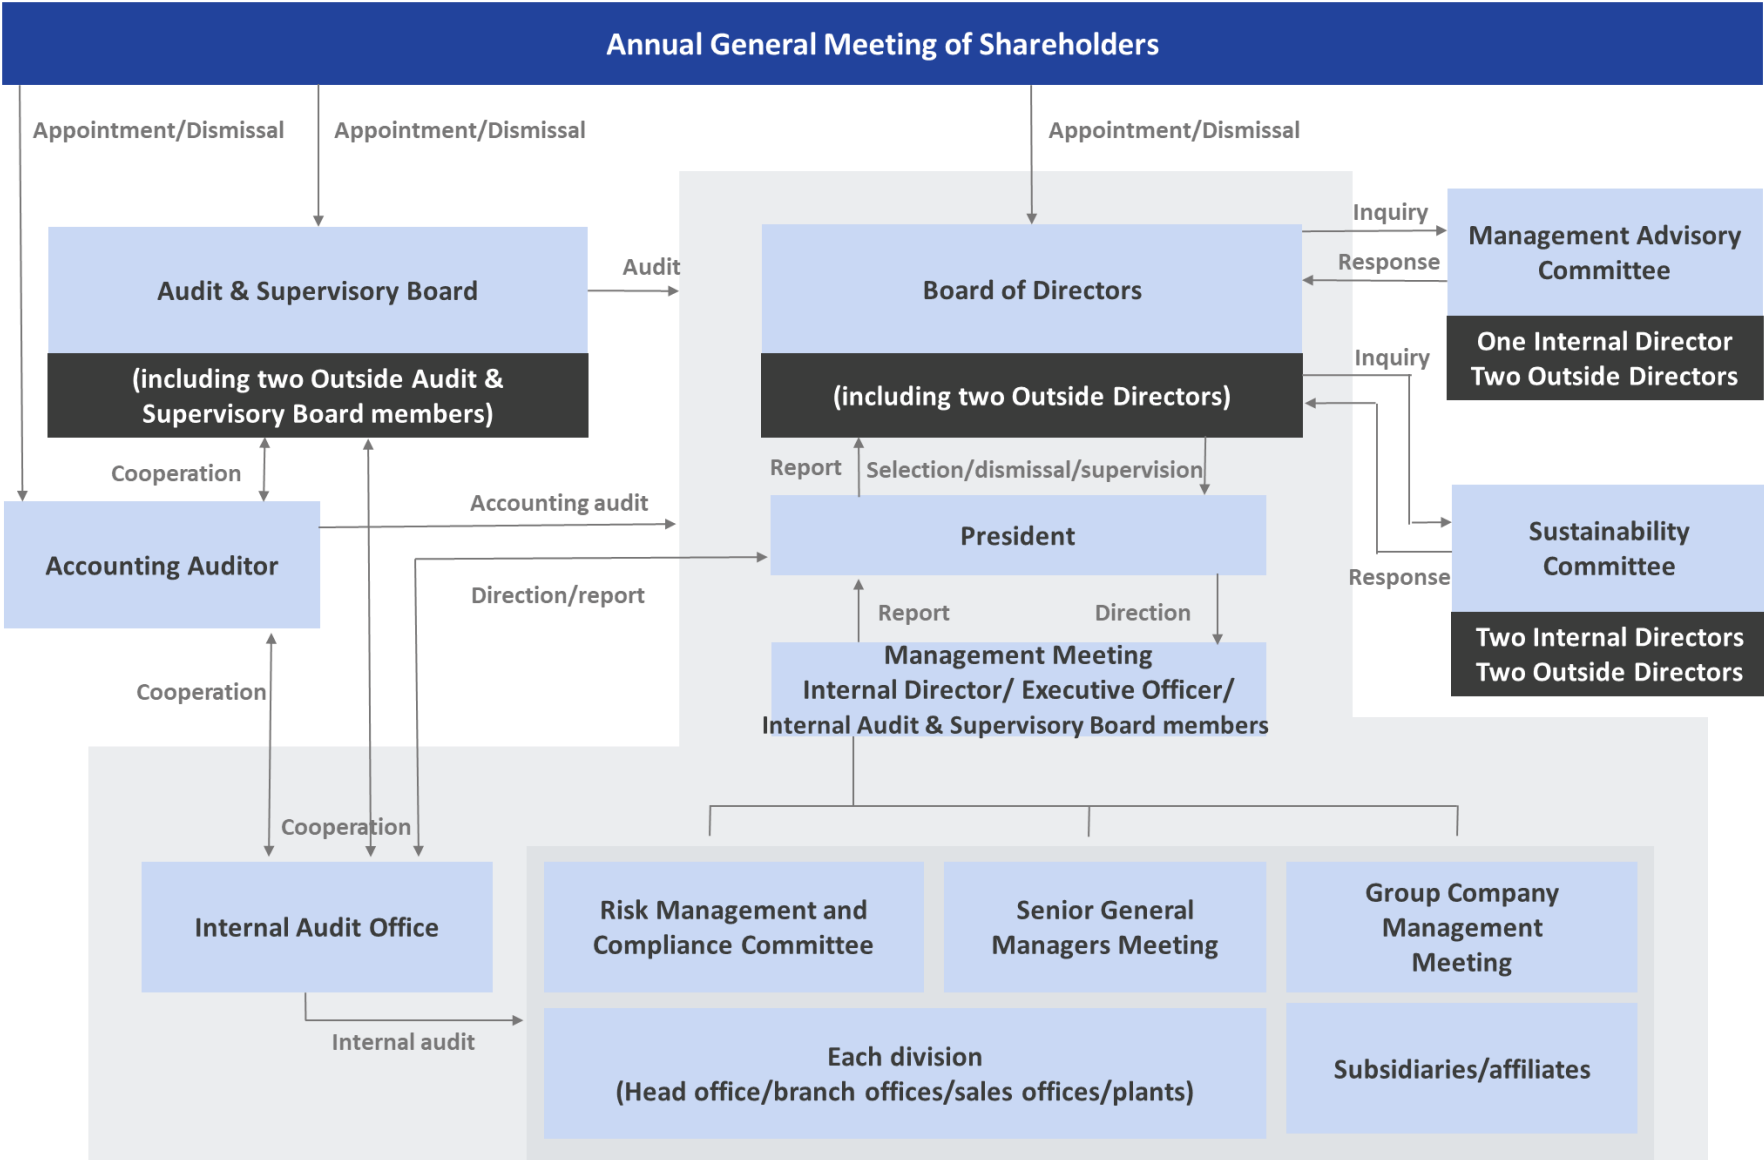 Annual General Meeting of Shareholders
Appointment/Dismissal
Appointment/Dismissal
Appointment/Dismissal
Audit & Supervisory Board
(including two Outside Audit &
Supervisory Board members)
Audit
Board of Directors
(including two Outside Directors)
Inquiry
Response
Management Advisory
Committee
One Internal Director
Two Outside Directors
Inquiry
Response
Sustainability
Committee
Two Internal Directors
Two Outside Directors
Cooperation
Accounting Auditor
Accounting audit
Direction/report
Report
Selection/dismissal/supervision
President
Report
Direction
Management Meeting
Internal Director/ Executive Officer/
Internal Audit & Supervisory Board members
Cooperation
Cooperation
Internal Audit Office
Internal audit
Risk Management and
Compliance Committee
Senior General
Managers Meeting
Group Company
Management
Meeting
Each division
(Head office/branch offices/sales offices/plants)
Subsidiaries/affiliates